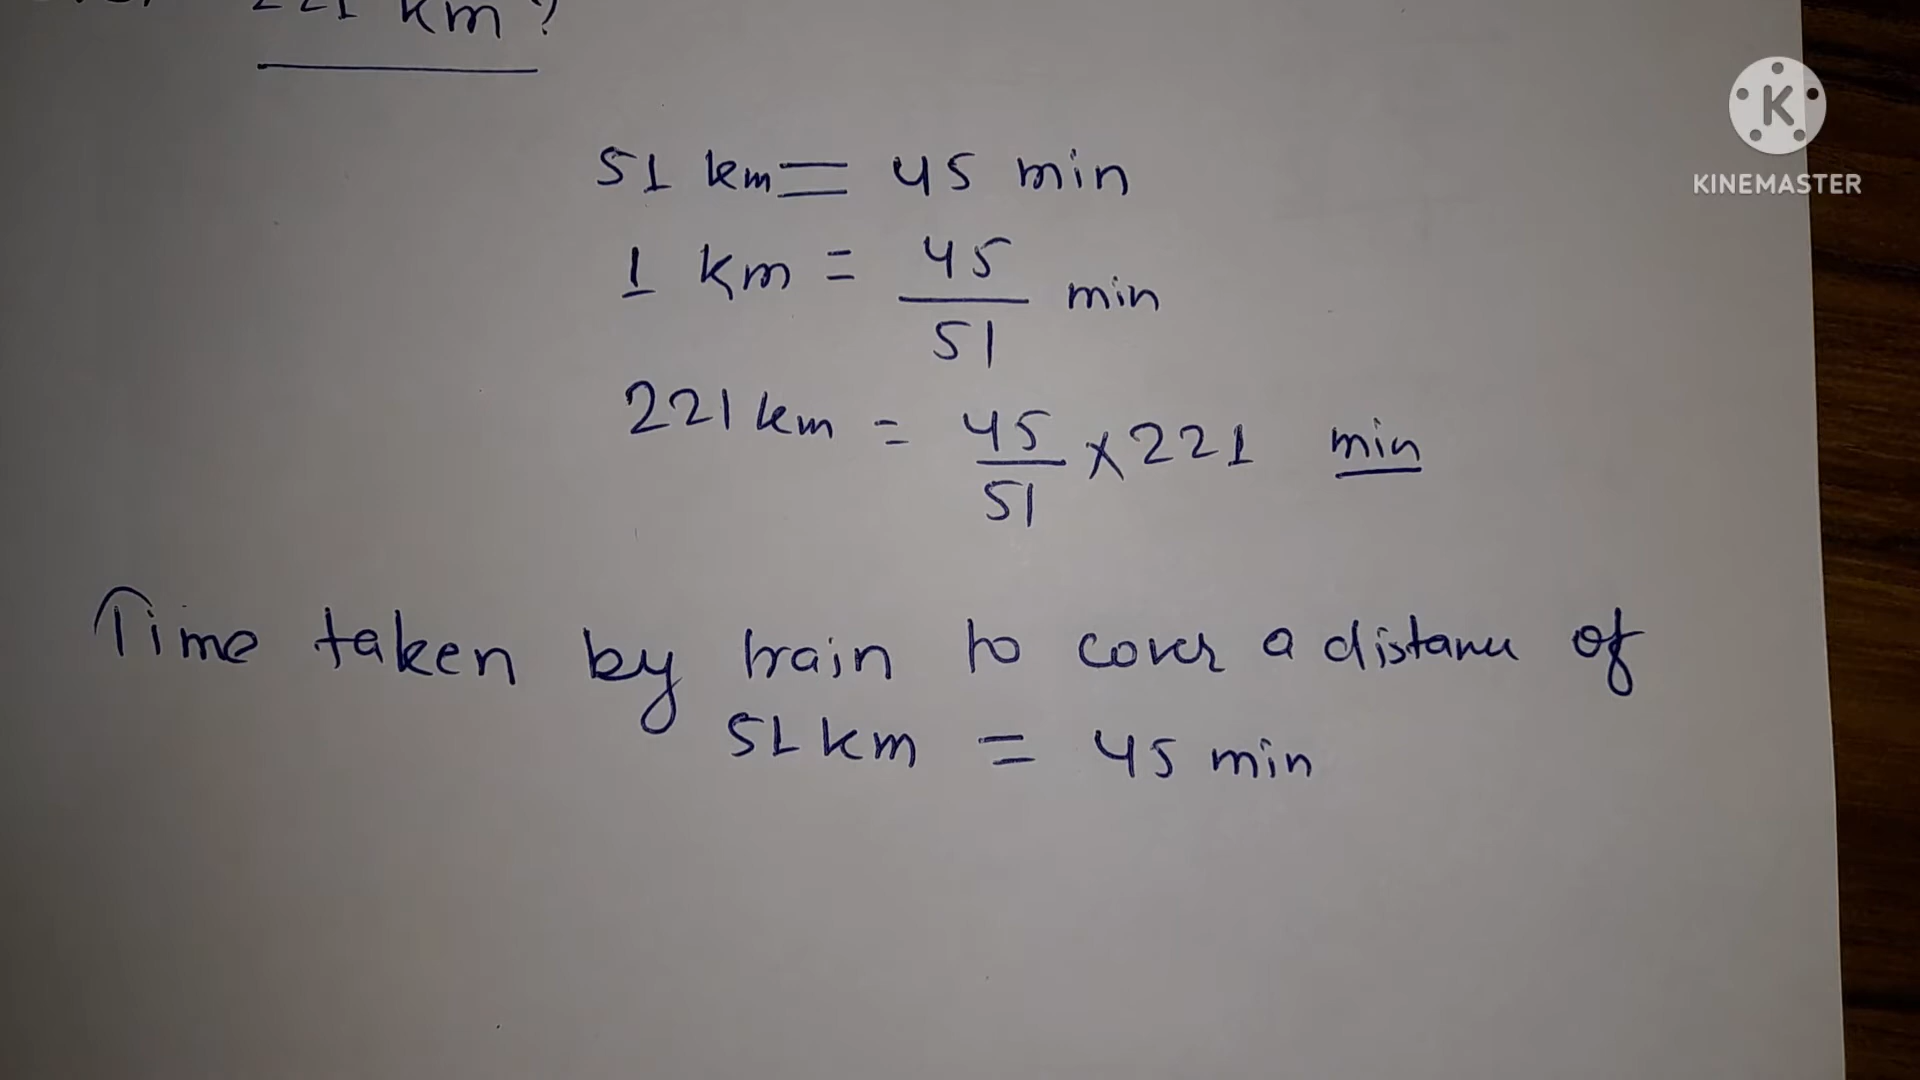 221 km?
51 km = 45 min
1 km = 45/51 min
221 km = 45/51 × 221 min
Time taken by train to cover a distance of
51 km = 45 min
KINEMASTER